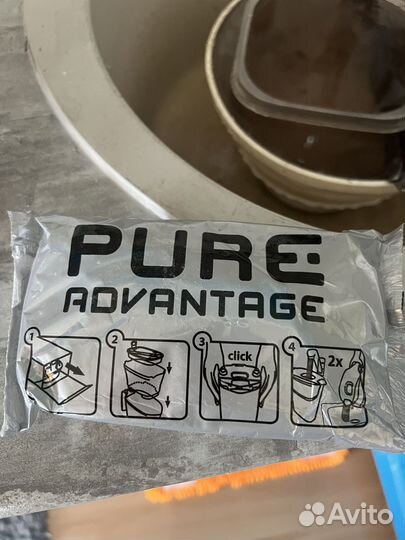 PURE
ADVANTAGE
1 2 3 4
click 2x
Avito